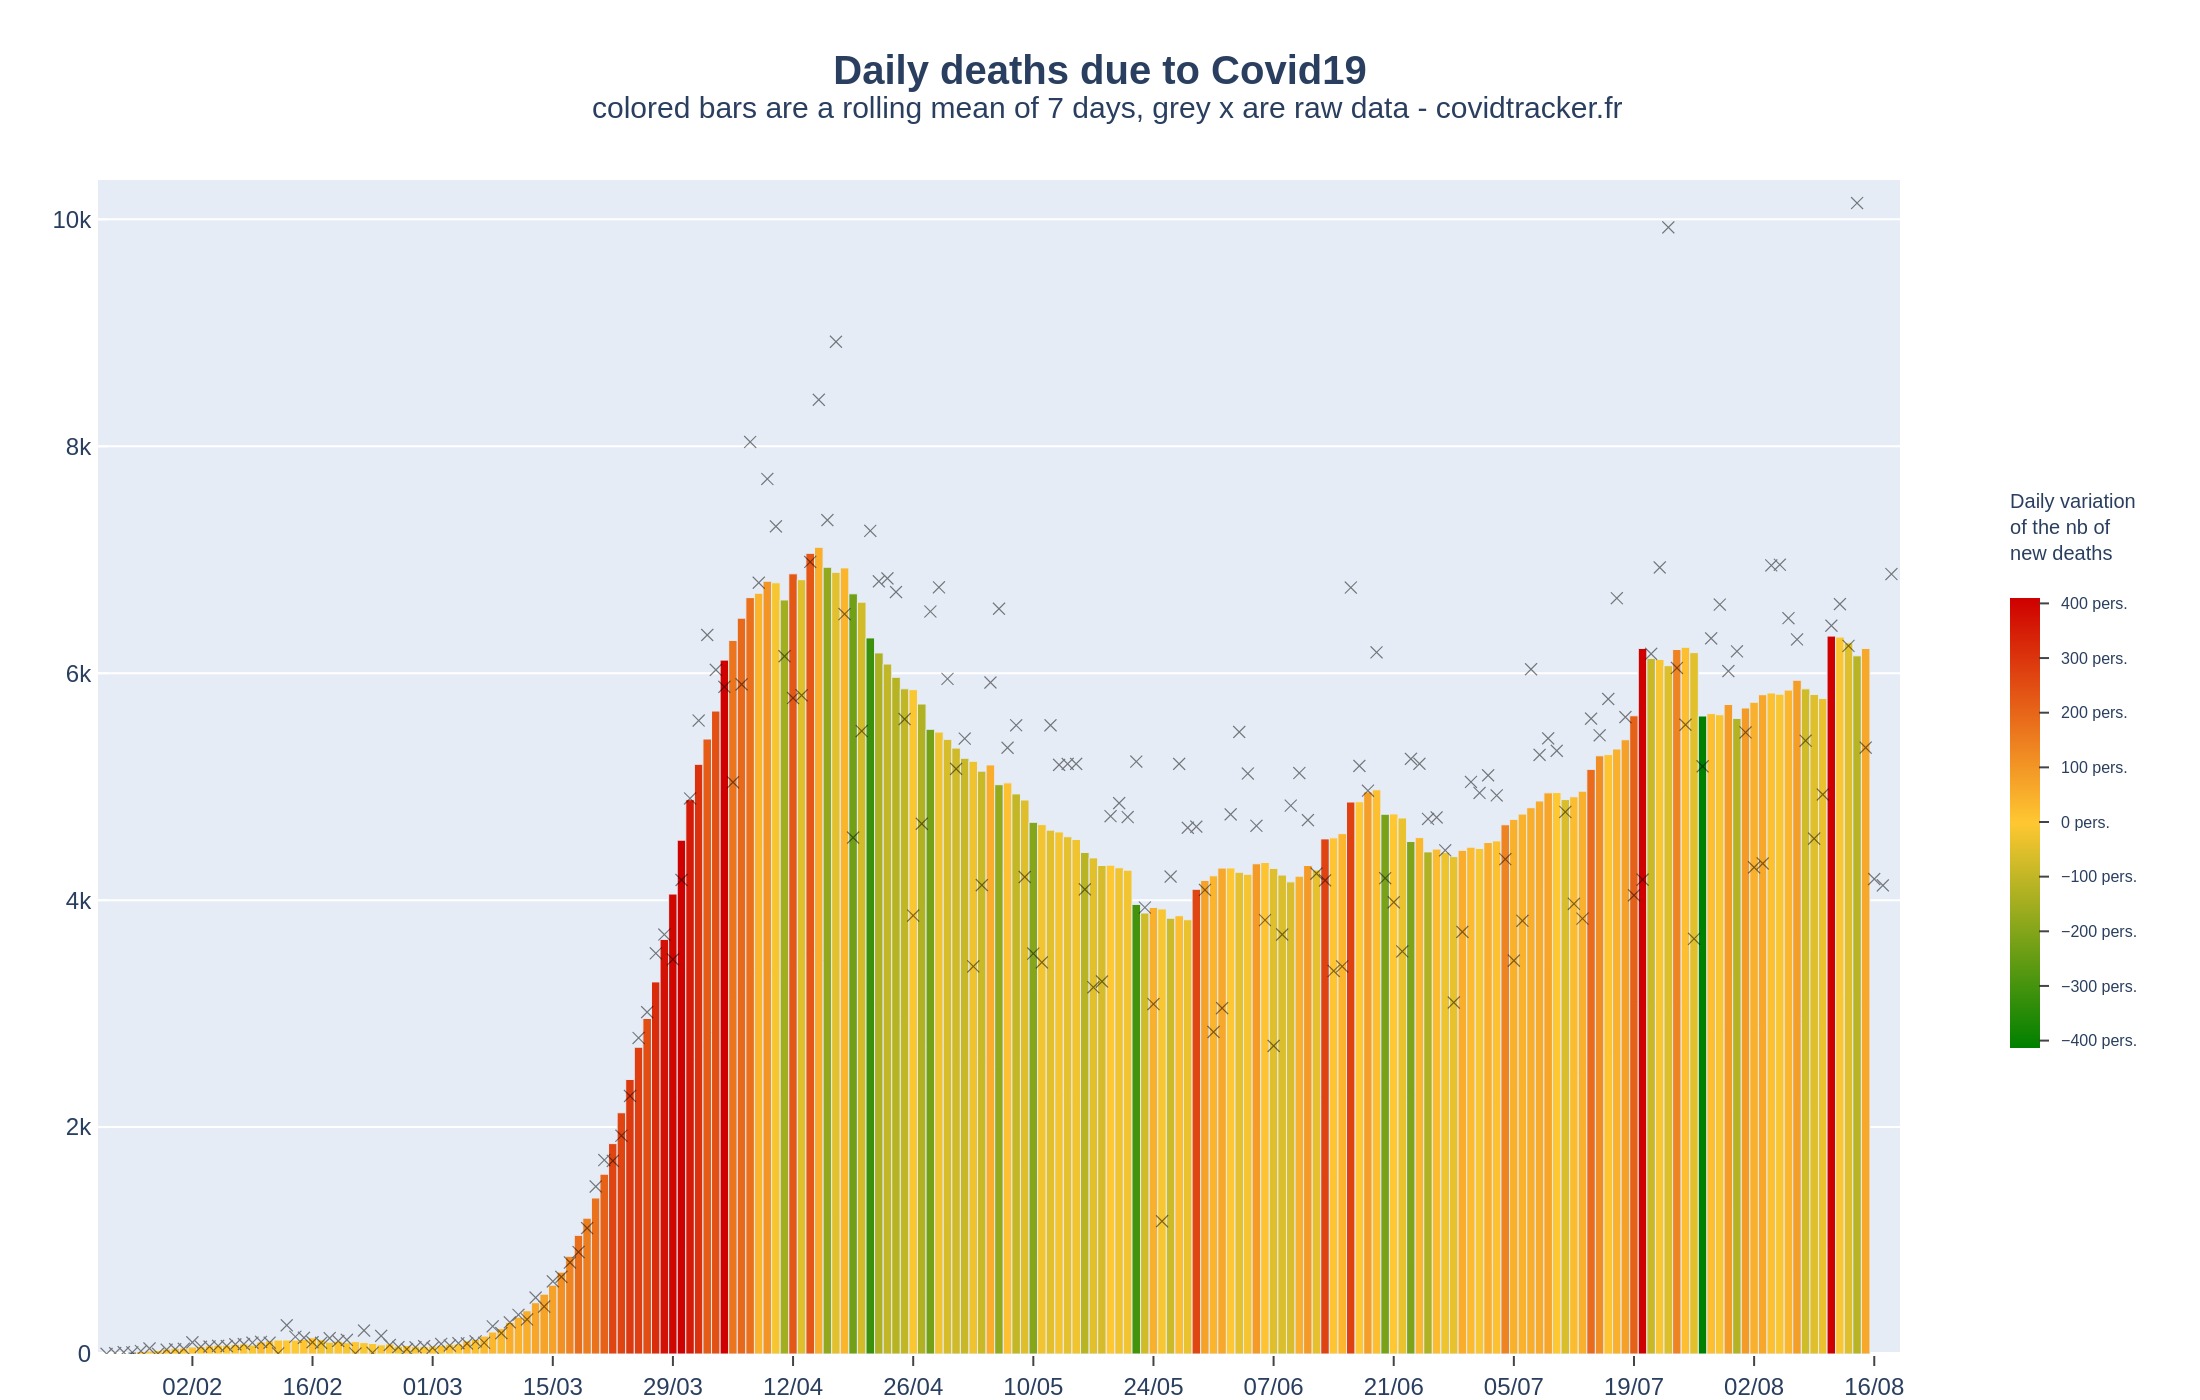 Daily deaths due to Covid19
colored bars are a rolling mean of 7 days, grey x are raw data - covidtracker.fr
10k
8k
6k
4k
2k
0
02/02 16/02 01/03 15/03 29/03 12/04 26/04 10/05 24/05 07/06 21/06 05/07 19/07 02/08 16/08
Daily variation
of the nb of
new deaths
400 pers.
300 pers.
200 pers.
100 pers.
0 pers.
−100 pers.
−200 pers.
−300 pers.
−400 pers.